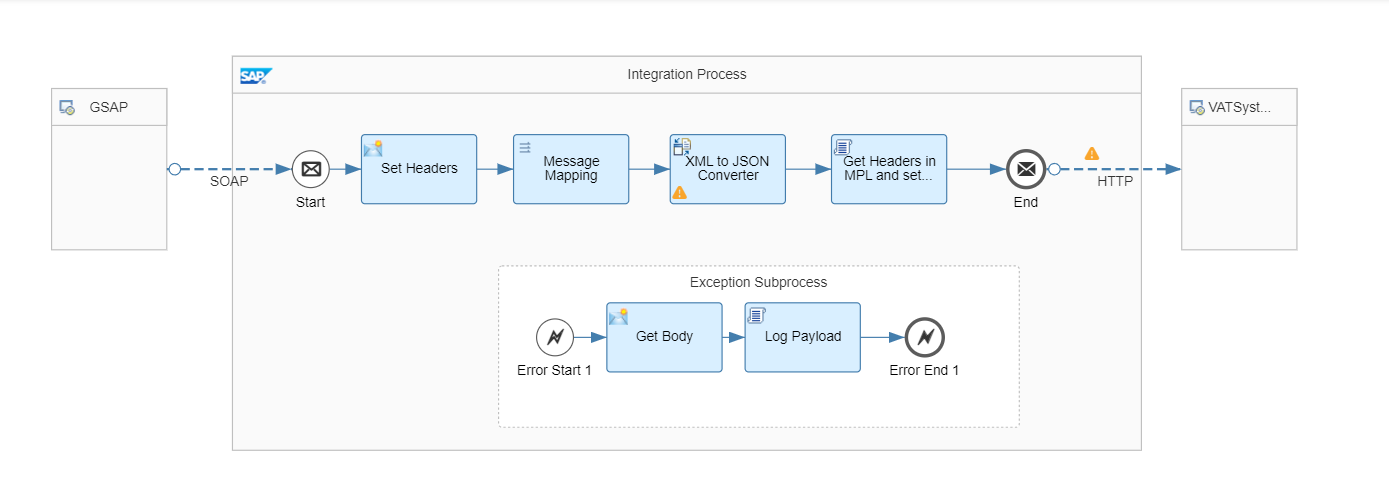 SAP
Integration Process
GSAP
VATSyst...
Set Headers
Message
Mapping
XML to JSON
Converter
Get Headers in
MPL and set...
SOAP
HTTP
Start
End
Exception Subprocess
Get Body
Log Payload
Error Start 1
Error End 1